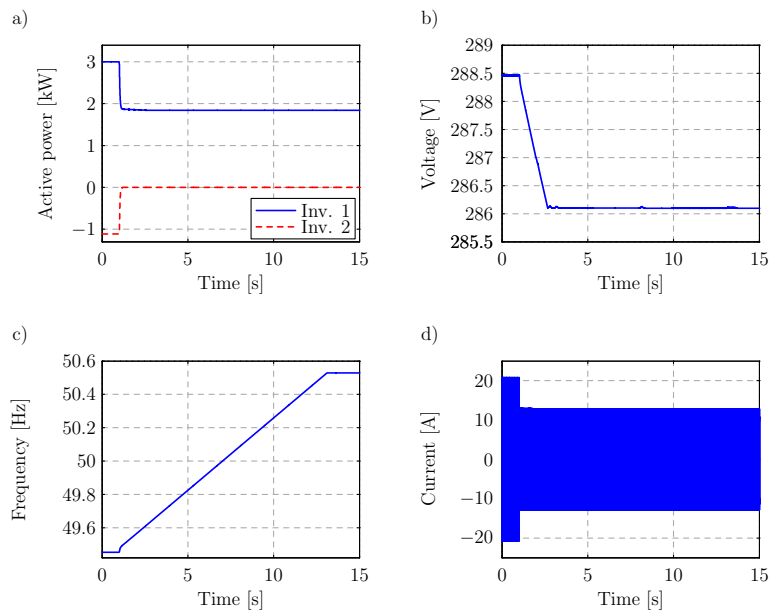 a)
Active power [kW]
3
2
1
0
−1
Inv. 1
Inv. 2
0
5
10
15
Time [s]
b)
Voltage [V]
289
288.5
288
287.5
287
286.5
286
285.5
0
5
10
15
Time [s]
c)
Frequency [Hz]
50.6
50.4
50.2
50
49.8
49.6
0
5
10
15
Time [s]
d)
Current [A]
20
10
0
−10
−20
0
5
10
15
Time [s]